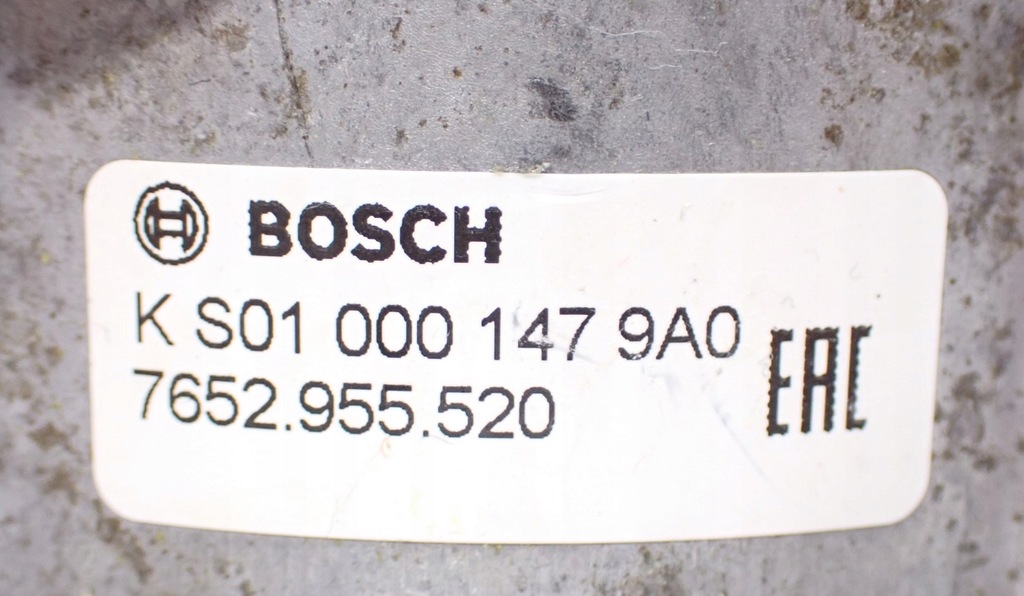 BOSCH
K S01 000 147 9A0
7652.955.520
EAC